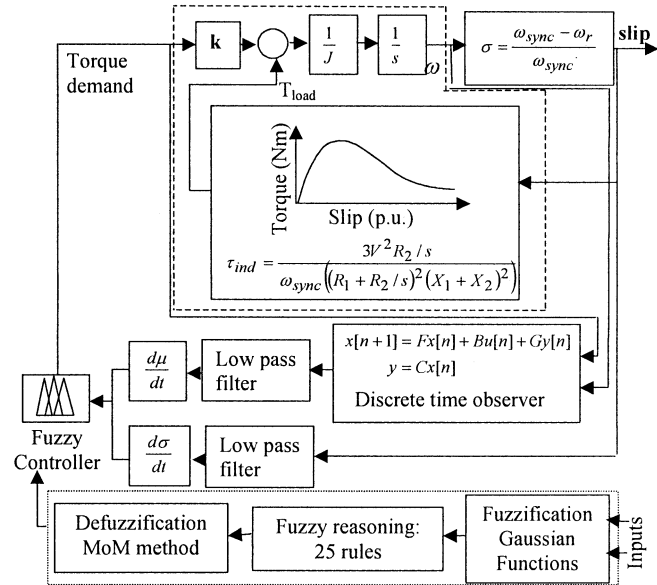 k
1/J
1/s
σ = (ω_sync − ω_r) / ω_sync
slip
Torque
demand
T_load
ω
Torque (Nm)
Slip (p.u.)
τ_ind = 3V²R₂/s / ω_sync((R₁ + R₂/s)²(X₁ + X₂)²)
x[n+1] = Fx[n] + Bu[n] + Gy[n]
y = Cx[n]
Discrete time observer
dμ/dt
Low pass
filter
Fuzzy
Controller
dσ/dt
Low pass
filter
Defuzzification
MoM method
Fuzzy reasoning:
25 rules
Fuzzification
Gaussian
Functions
Inputs